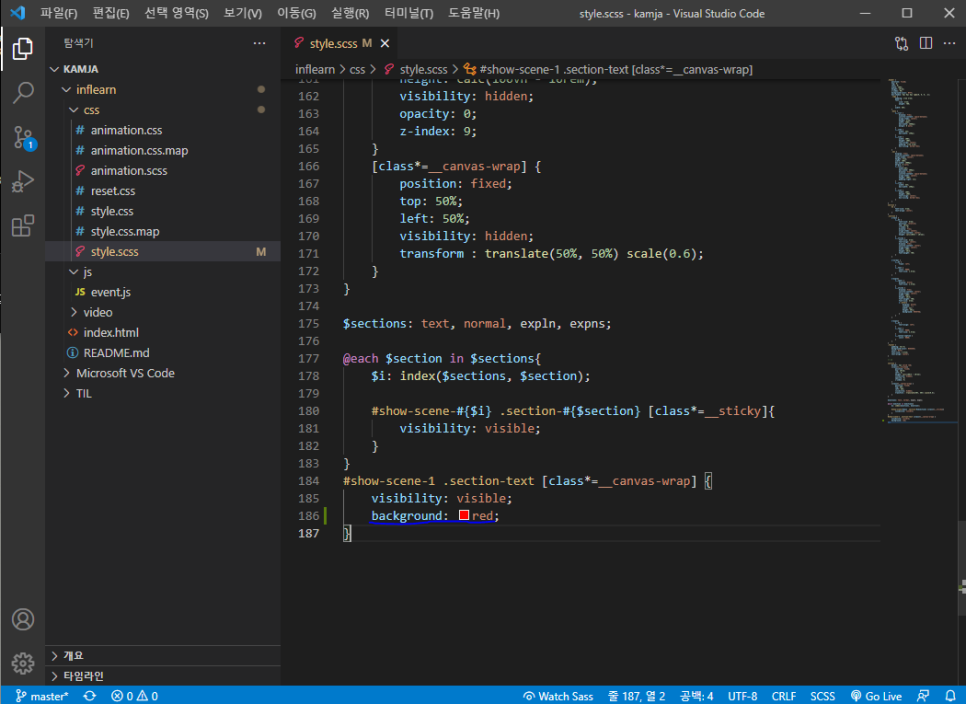 파일(F) 편집(E) 선택 영역(S) 보기(V) 이동(G) 실행(R) 터미널(T) 도움말(H) style.scss - kamja - Visual Studio Code
탐색기
style.scss M
KAMJA
inflearn > css > style.scss > #show-scene-1 .section-text [class*=__canvas-wrap]
inflearn
css
animation.css
animation.css.map
animation.scss
reset.css
style.css
style.css.map
style.scss M
js
JS event.js
video
index.html
README.md
Microsoft VS Code
TIL
개요
타임라인
1
162 visibility: hidden;
163 opacity: 0;
164 z-index: 9;
165 }
166 [class*=__canvas-wrap] {
167 position: fixed;
168 top: 50%;
169 left: 50%;
170 visibility: hidden;
171 transform : translate(50%, 50%) scale(0.6);
172 }
173 }
174
175 $sections: text, normal, expln, expns;
176
177 @each $section in $sections{
178 $i: index($sections, $section);
179
180 #show-scene-#{$i} .section-#{$section} [class*=__sticky]{
181 visibility: visible;
182 }
183 }
184 #show-scene-1 .section-text [class*=__canvas-wrap] {
185 visibility: visible;
186 background: red;
187 }
master* 0 0 Watch Sass 줄 187, 열 2 공백: 4 UTF-8 CRLF SCSS Go Live